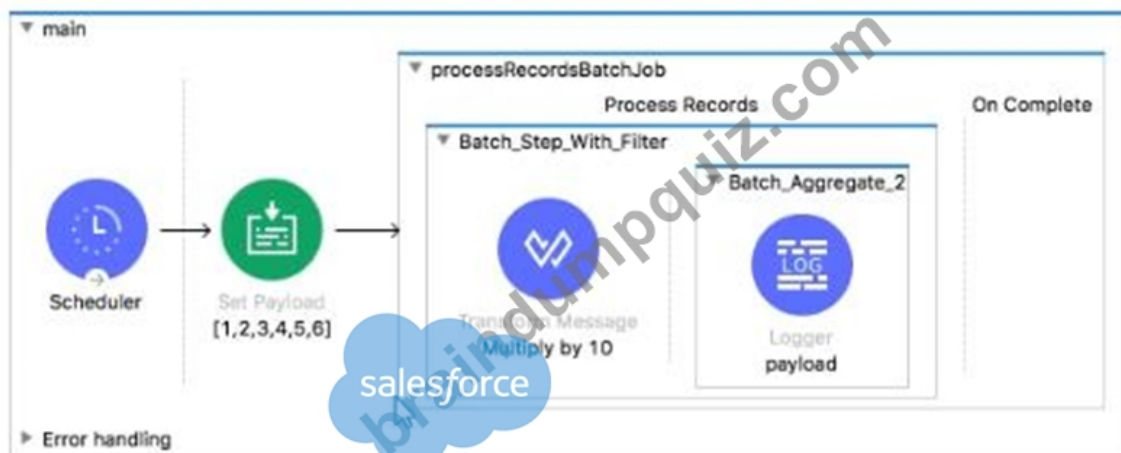 main
processRecordsBatchJob
Process Records
On Complete
Batch_Step_With_Filter
Batch_Aggregate_2
LOG
Scheduler
Set Payload
[1,2,3,4,5,6]
Transform Message
Multiply by 10
Logger
payload
salesforce
braindumpquiz.com
Error handling